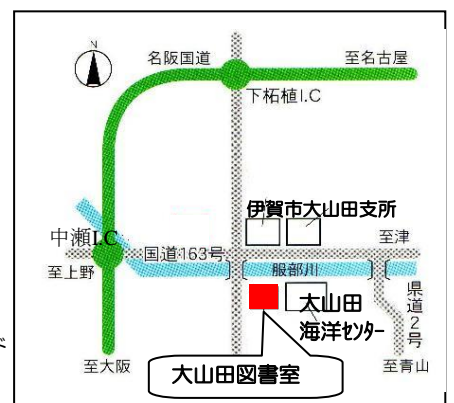 N
名阪国道
至名古屋
下柘植I.C
伊賀市大山田支所
中瀬I.C
国道163号
至津
至上野
服部川
県道2号
大山田
海洋センター
ド
至大阪
大山田図書室
至青山